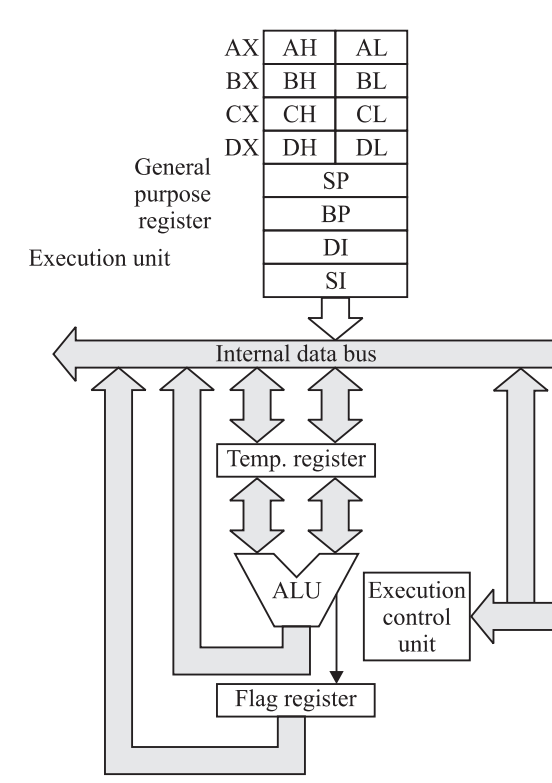 AX AH AL
BX BH BL
CX CH CL
DX DH DL
General
purpose
register
SP
BP
DI
SI
Execution unit
Internal data bus
Temp. register
ALU
Execution
control
unit
Flag register